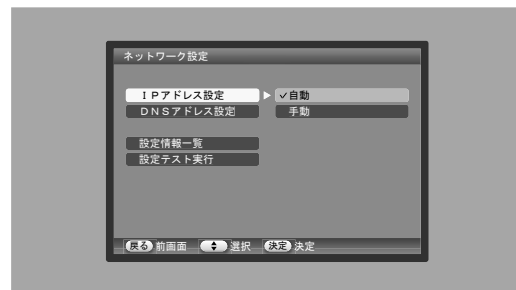 ネットワーク設定
ＩＰアドレス設定 ✓自動
ＤＮＳアドレス設定 手動
設定情報一覧
設定テスト実行
戻る 前画面 選択 決定 決定